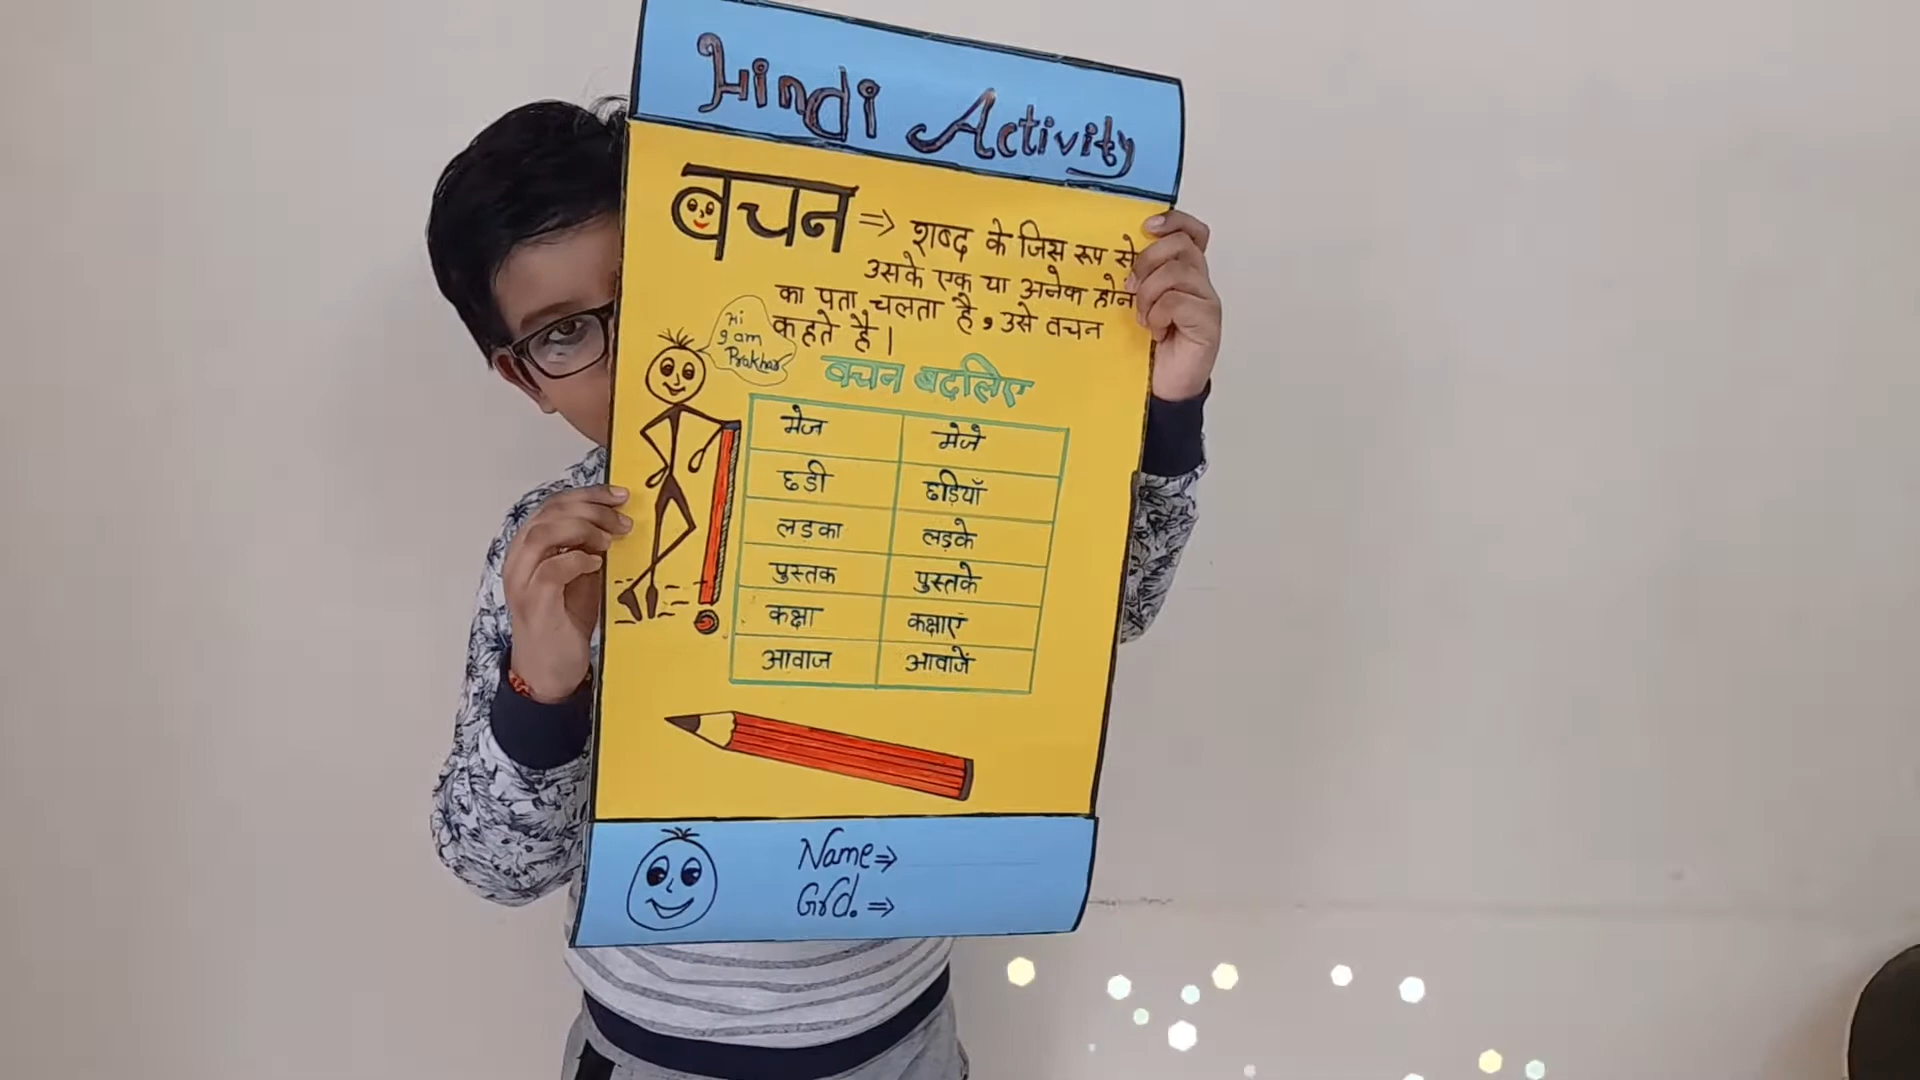 Hindi Activity
वचन ⇒ शब्द के जिस रूप से
उसके एक या अनेक होने
का पता चलता है, उसे वचन
कहते है।
Hi
I am
Prakhar
वचन बदलिए
मेज मेजे
छडी छड़ियाँ
लड़का लड़के
पुस्तक पुस्तके
कक्षा कक्षाएं
आवाज आवाजें
Name ⇒
Grd. ⇒